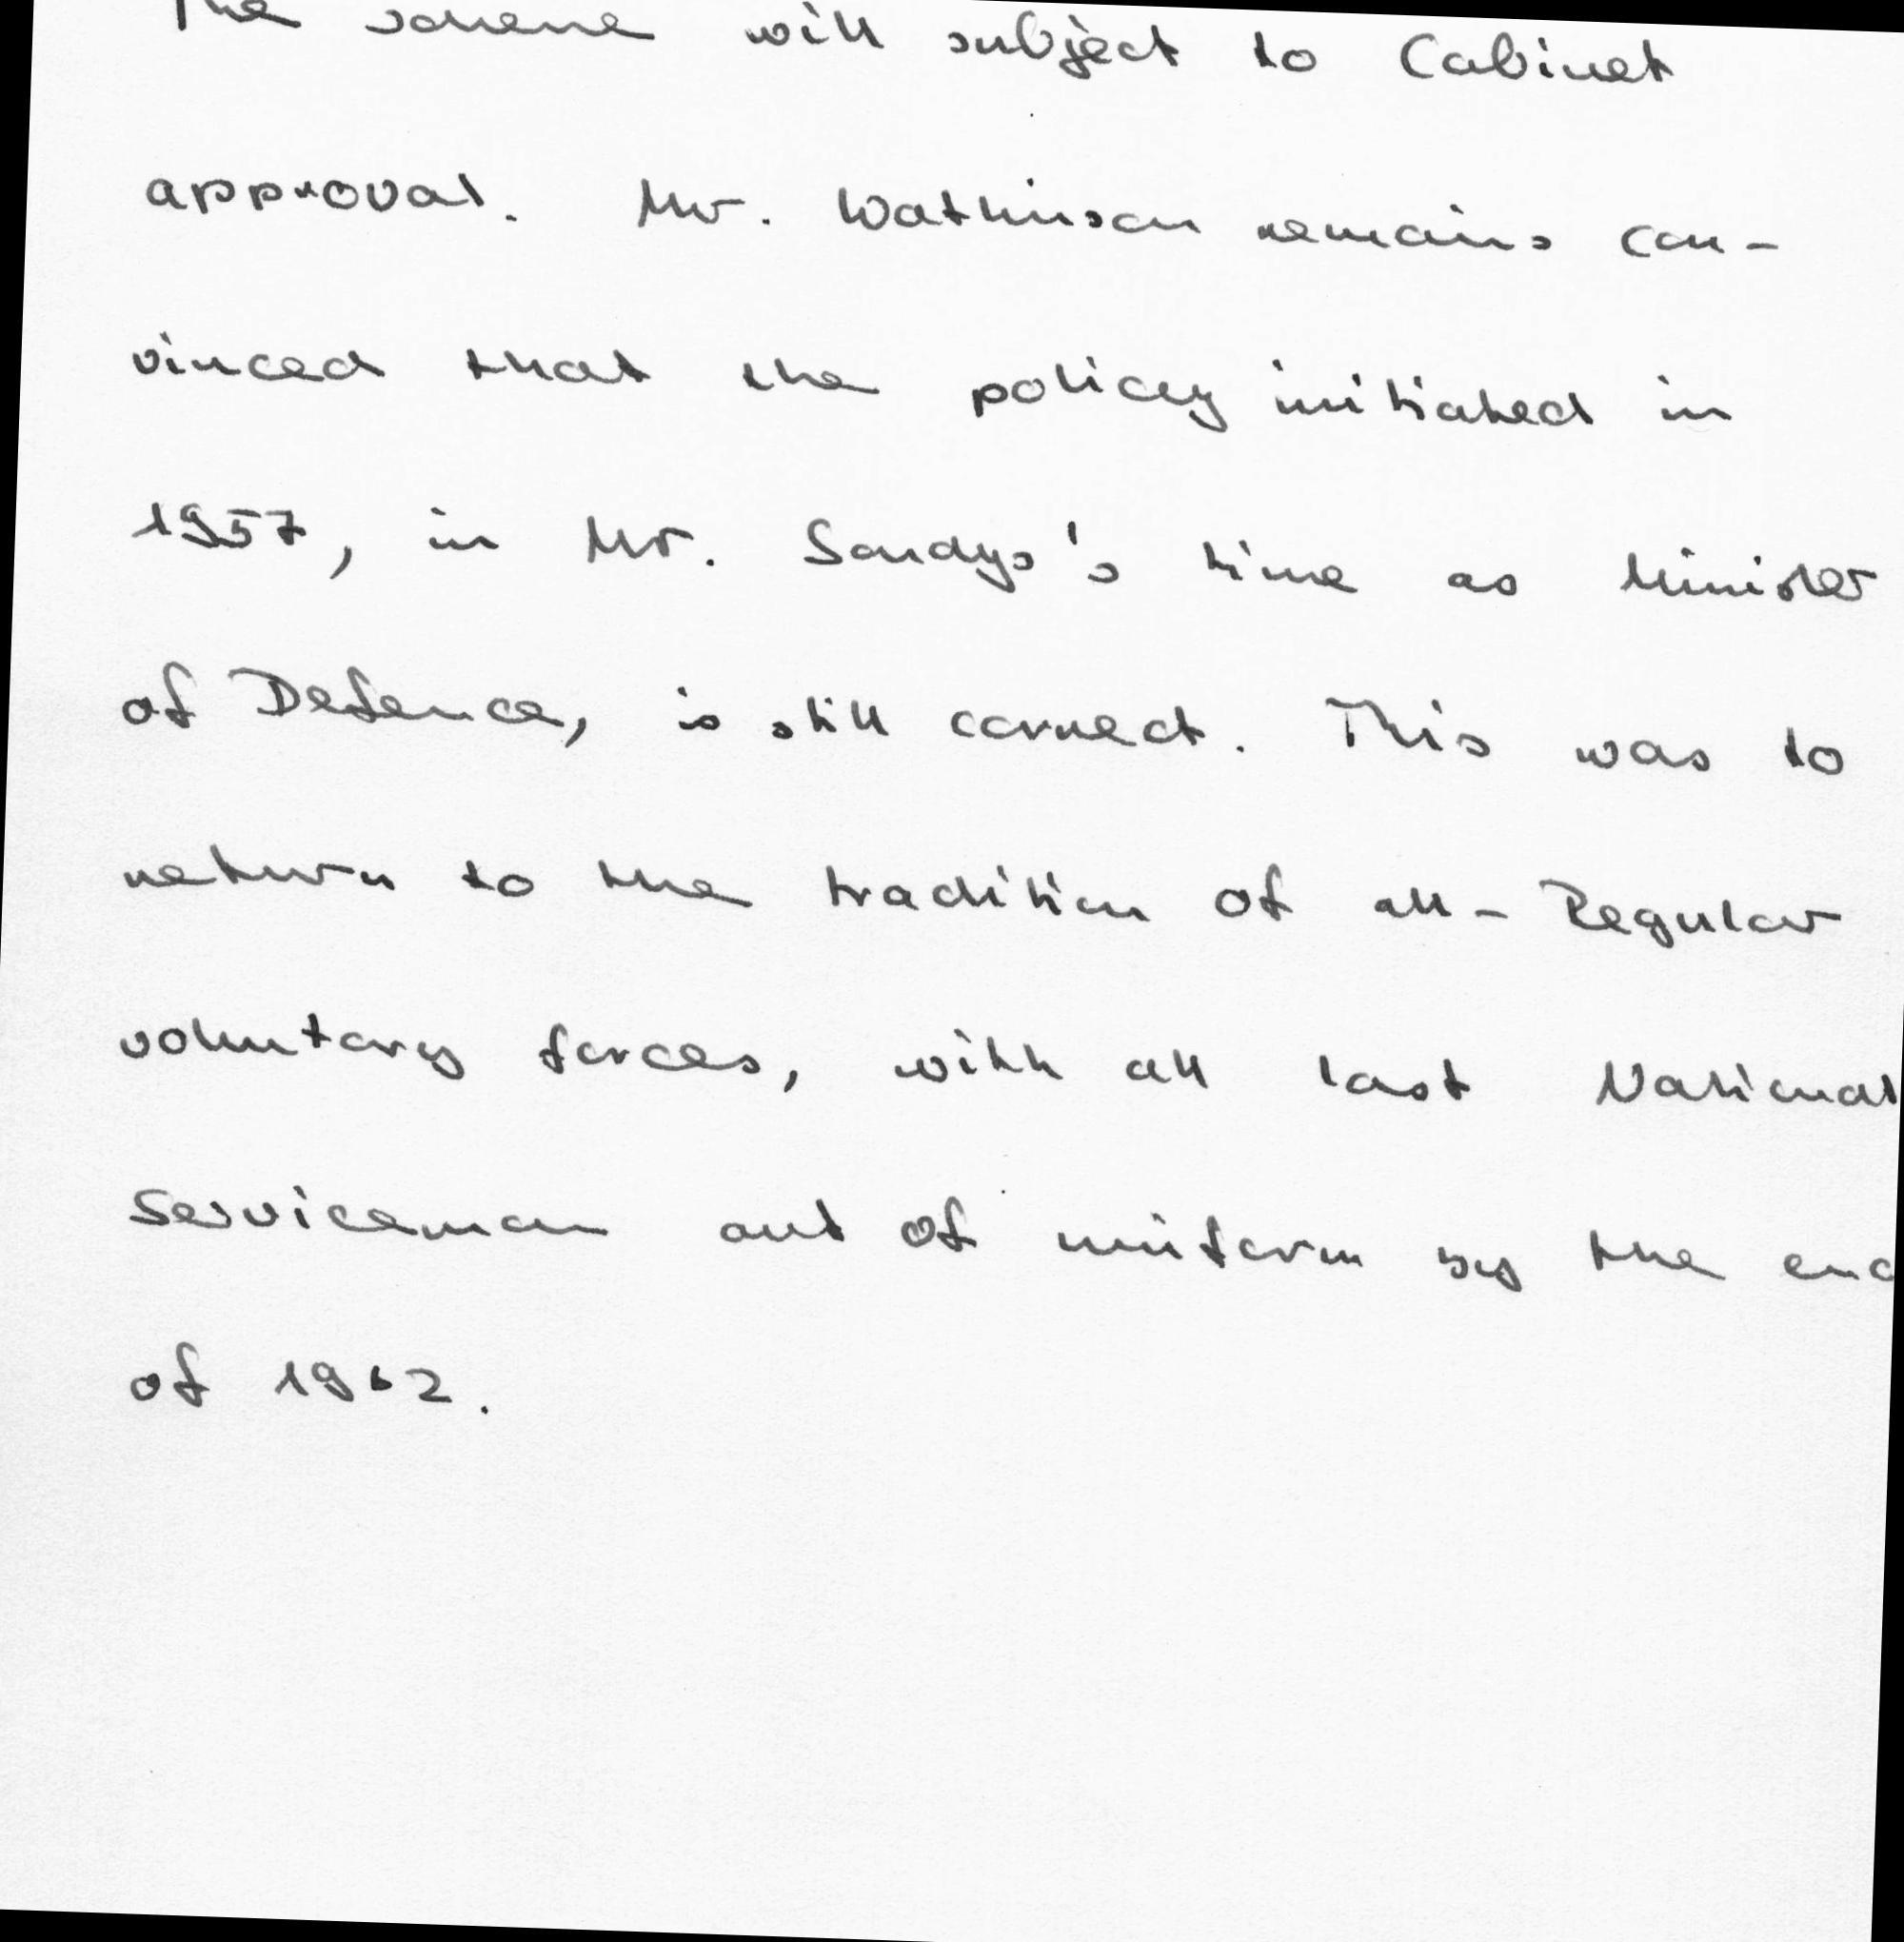 The scheme will subject to Cabinet
approval. Mr. Watkinson remains con-
vinced that the policy initiated in
1957, in Mr. Sandys's time as Minister
of Defence, is still correct. This was to
return to the tradition of all-Regular
voluntary forces, with all last National
Serviceman out of uniform by the end
of 1962.